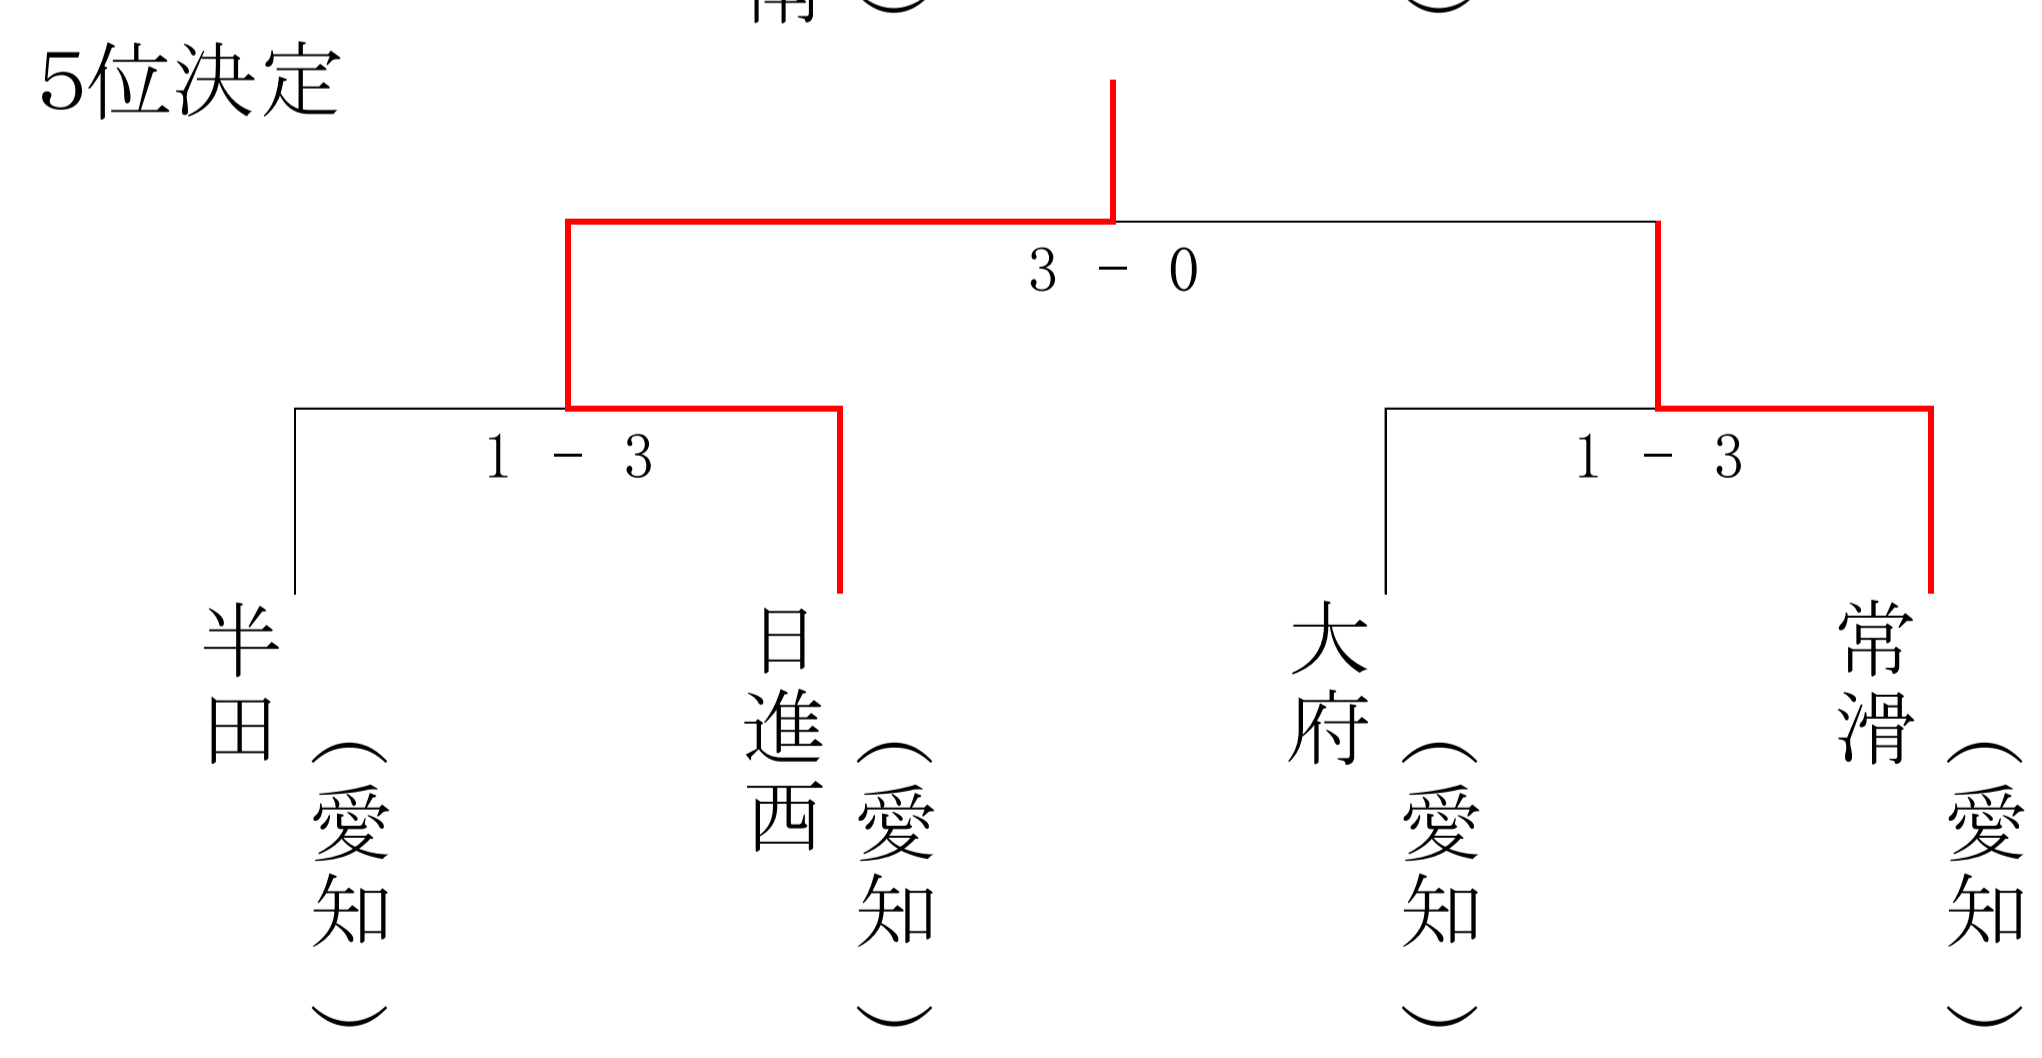 5位決定
3 - 0
1 - 3
1 - 3
半田
(愛知)
日進西
(愛知)
大府
(愛知)
常滑
(愛知)